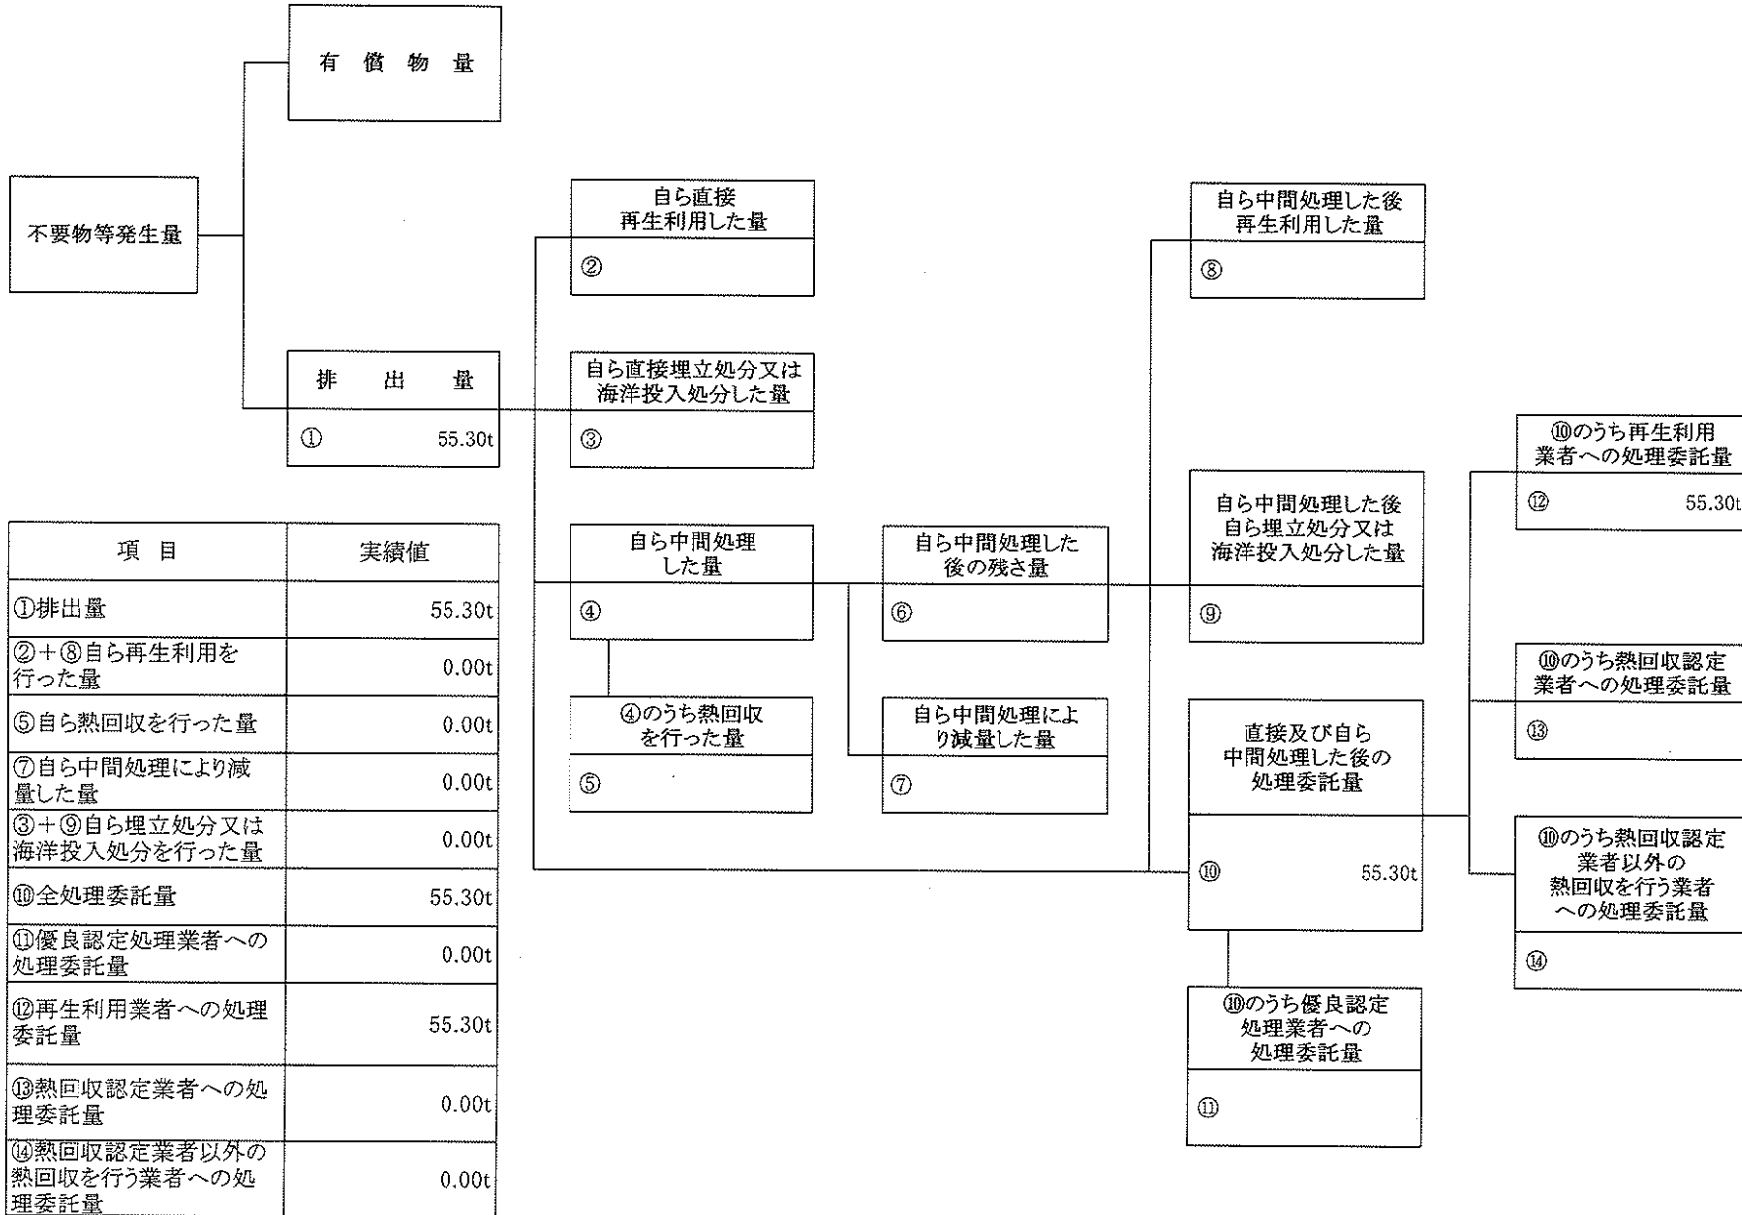 有 償 物 量
不要物等発生量
排 出 量
① 55.30t
自ら直接
再生利用した量
②
自ら直接埋立処分又は
海洋投入処分した量
③
自ら中間処理
した量
④
④のうち熱回収
を行った量
⑤
自ら中間処理した
後の残さ量
⑥
自ら中間処理によ
り減量した量
⑦
自ら中間処理した後
再生利用した量
⑧
自ら中間処理した後
自ら埋立処分又は
海洋投入処分した量
⑨
直接及び自ら
中間処理した後の
処理委託量
⑩ 55.30t
⑩のうち優良認定
処理業者への
処理委託量
⑪
⑩のうち再生利用
業者への処理委託量
⑫ 55.30t
⑩のうち熱回収認定
業者への処理委託量
⑬
⑩のうち熱回収認定
業者以外の
熱回収を行う業者
への処理委託量
⑭
項 目 実績値
①排出量 55.30t
②+⑧自ら再生利用を
行った量 0.00t
⑤自ら熱回収を行った量 0.00t
⑦自ら中間処理により減
量した量 0.00t
③+⑨自ら埋立処分又は
海洋投入処分を行った量 0.00t
⑩全処理委託量 55.30t
⑪優良認定処理業者への
処理委託量 0.00t
⑫再生利用業者への処理
委託量 55.30t
⑬熱回収認定業者への処
理委託量 0.00t
⑭熱回収認定業者以外の
熱回収を行う業者への処
理委託量 0.00t